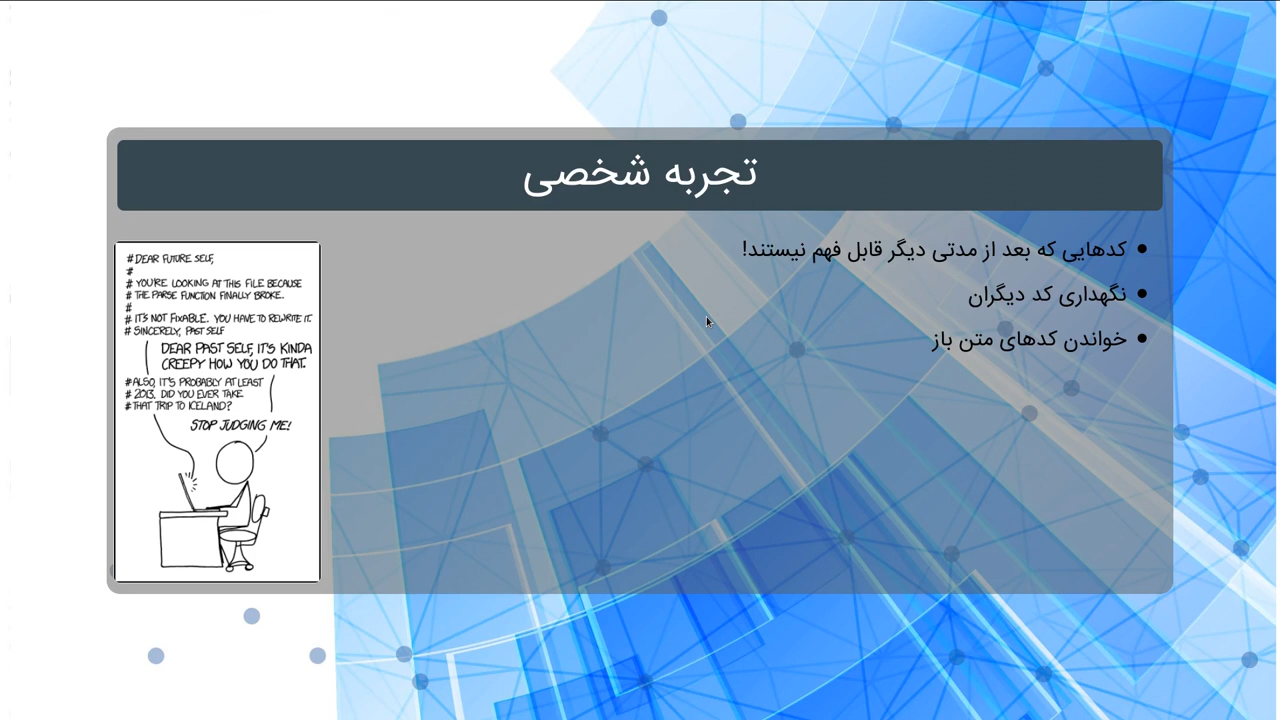 تجربه شخصی
کدهایی که بعد از مدتی دیگر قابل فهم نیستند!
نگهداری کد دیگران
خواندن کدهای متن باز
# DEAR FUTURE SELF,
#
# YOU'RE LOOKING AT THIS FILE BECAUSE
# THE PARSE FUNCTION FINALLY BROKE.
#
# IT'S NOT FIXABLE. YOU HAVE TO REWRITE IT.
# SINCERELY, PAST SELF
DEAR PAST SELF, IT'S KINDA
CREEPY HOW YOU DO THAT.
# ALSO, IT'S PROBABLY AT LEAST
# 2013. DID YOU EVER TAKE
# THAT TRIP TO ICELAND?
STOP JUDGING ME!